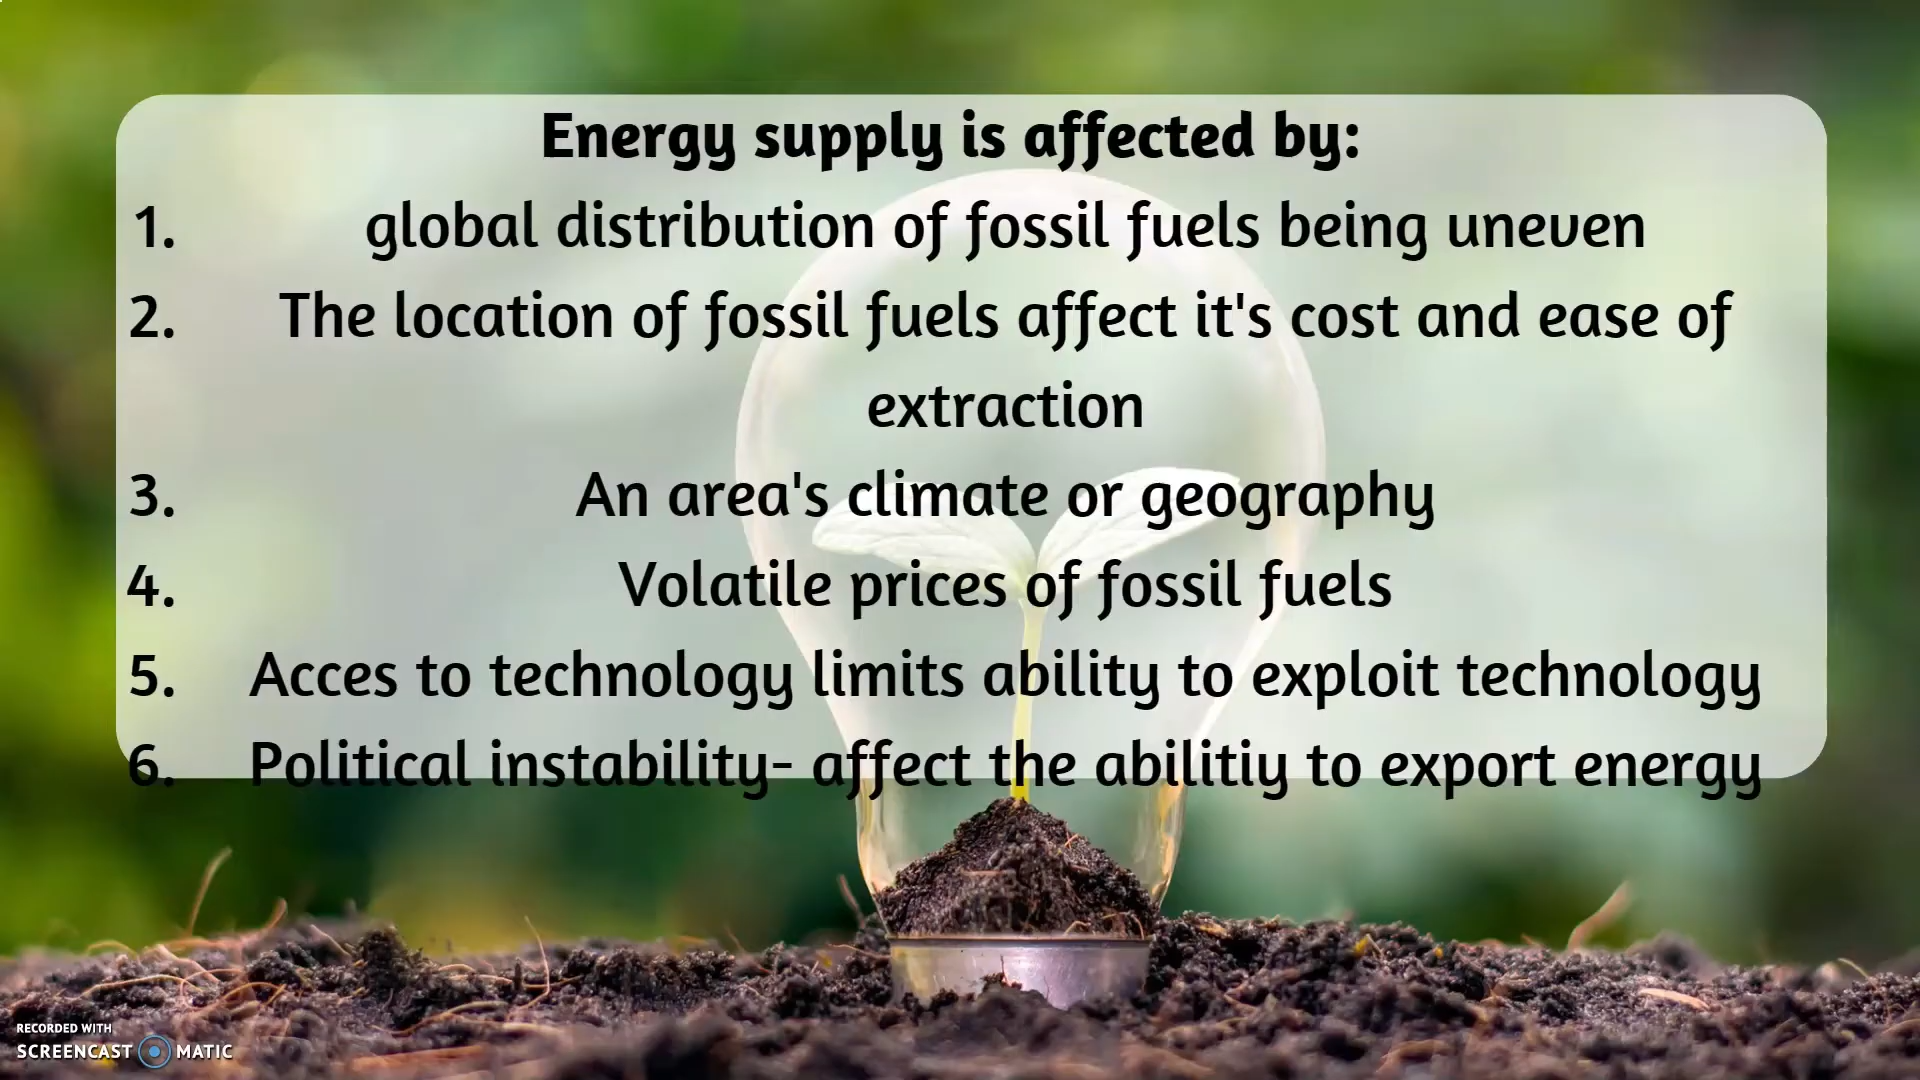 Energy supply is affected by:
1. global distribution of fossil fuels being uneven
2. The location of fossil fuels affect it's cost and ease of
extraction
3. An area's climate or geography
4. Volatile prices of fossil fuels
5. Acces to technology limits ability to exploit technology
6. Political instability- affect the abilitiy to export energy
RECORDED WITH
SCREENCAST MATIC